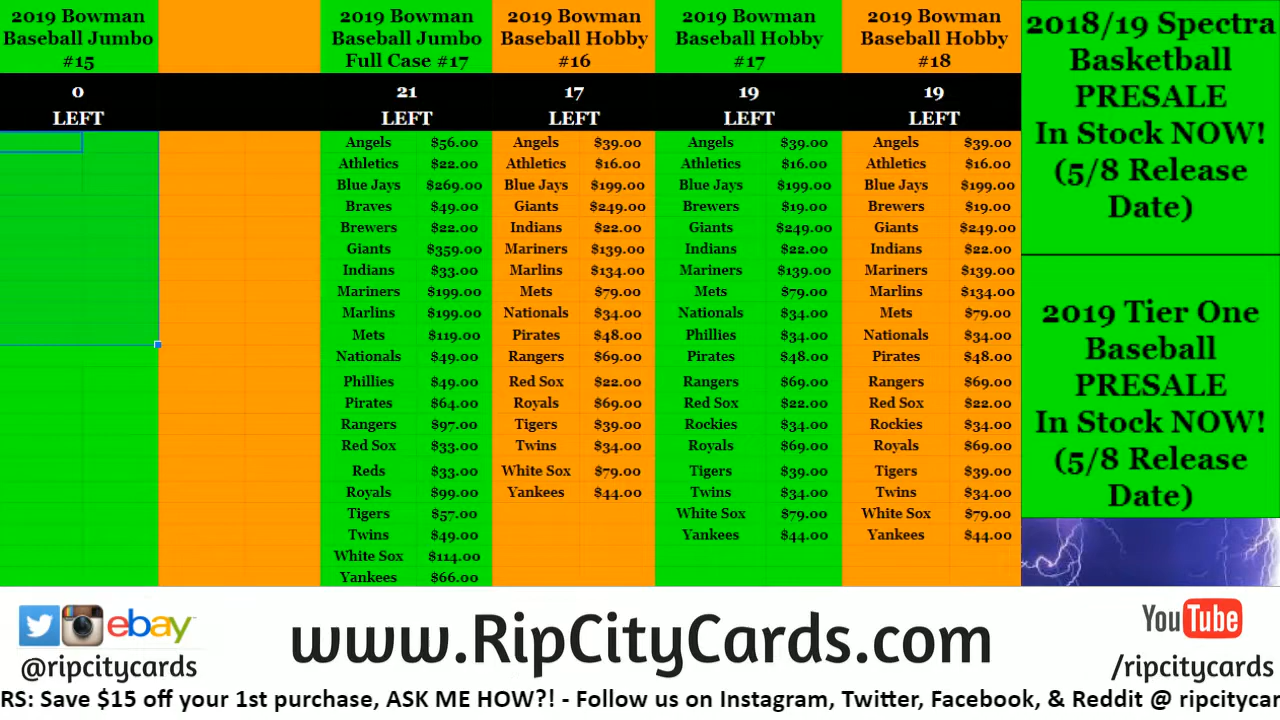 2019 Bowman
Baseball Jumbo
#15
0
LEFT
2019 Bowman
Baseball Jumbo
Full Case #17
21
LEFT
Angels $56.00
Athletics $22.00
Blue Jays $269.00
Braves $49.00
Brewers $22.00
Giants $359.00
Indians $33.00
Mariners $199.00
Marlins $199.00
Mets $119.00
Nationals $49.00
Phillies $49.00
Pirates $64.00
Rangers $97.00
Red Sox $33.00
Reds $33.00
Royals $99.00
Tigers $57.00
Twins $49.00
White Sox $114.00
Yankees $66.00
2019 Bowman
Baseball Hobby
#16
17
LEFT
Angels $39.00
Athletics $16.00
Blue Jays $199.00
Giants $249.00
Indians $22.00
Mariners $139.00
Marlins $134.00
Mets $79.00
Nationals $34.00
Pirates $48.00
Rangers $69.00
Red Sox $22.00
Royals $69.00
Tigers $39.00
Twins $34.00
White Sox $79.00
Yankees $44.00
2019 Bowman
Baseball Hobby
#17
19
LEFT
Angels $39.00
Athletics $16.00
Blue Jays $199.00
Brewers $19.00
Giants $249.00
Indians $22.00
Mariners $139.00
Mets $79.00
Nationals $34.00
Phillies $34.00
Pirates $48.00
Rangers $69.00
Red Sox $22.00
Rockies $34.00
Royals $69.00
Tigers $39.00
Twins $34.00
White Sox $79.00
Yankees $44.00
2019 Bowman
Baseball Hobby
#18
19
LEFT
Angels $39.00
Athletics $16.00
Blue Jays $199.00
Brewers $19.00
Giants $249.00
Indians $22.00
Mariners $139.00
Marlins $134.00
Mets $79.00
Nationals $34.00
Pirates $48.00
Rangers $69.00
Red Sox $22.00
Rockies $34.00
Royals $69.00
Tigers $39.00
Twins $34.00
White Sox $79.00
Yankees $44.00
2018/19 Spectra
Basketball
PRESALE
In Stock NOW!
(5/8 Release
Date)
2019 Tier One
Baseball
PRESALE
In Stock NOW!
(5/8 Release
Date)
ebay
@ripcitycards
www.RipCityCards.com
YouTube
/ripcitycards
RS: Save $15 off your 1st purchase, ASK ME HOW?! - Follow us on Instagram, Twitter, Facebook, & Reddit @ ripcitycar